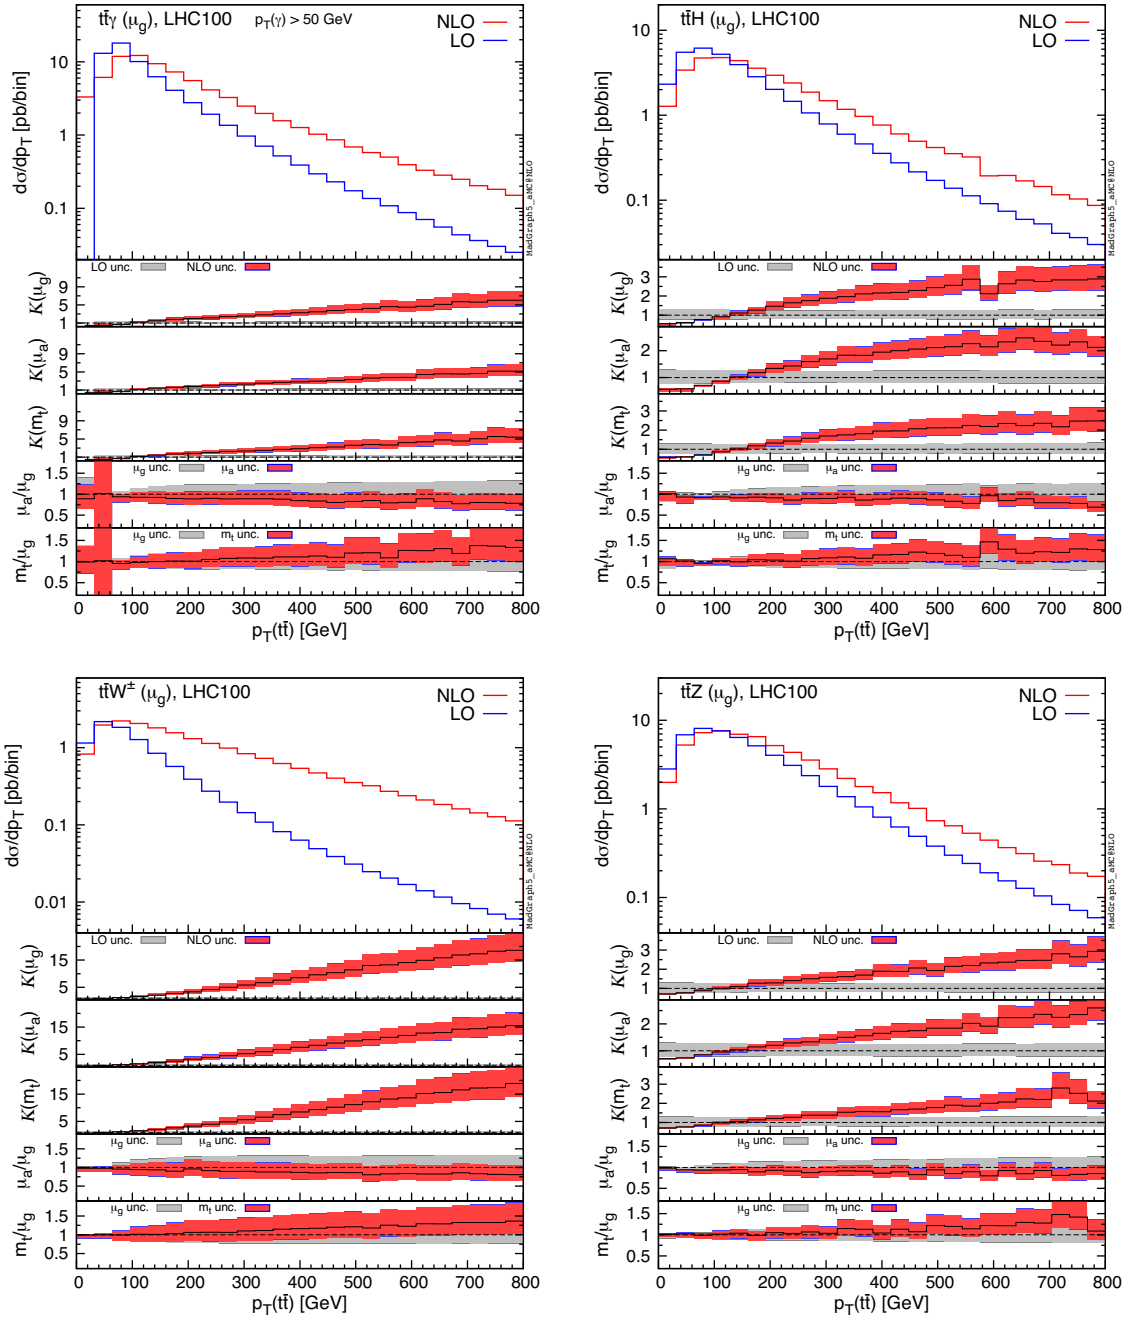 tt̄γ (μg), LHC100 pT(γ) > 50 GeV
NLO
LO
dσ/dpT [pb/bin]
10
1
0.1
MadGraph5_aMC@NLO
LO unc. NLO unc.
K(μg)
9
5
1
K(μa)
9
5
1
K(mt)
9
5
1
μg unc. μa unc.
μa/μg
1.5
1
0.5
μg unc. mt unc.
mt/μg
1.5
1
0.5
0 100 200 300 400 500 600 700 800
pT(tt̄) [GeV]
tt̄H (μg), LHC100
NLO
LO
dσ/dpT [pb/bin]
10
1
0.1
MadGraph5_aMC@NLO
LO unc. NLO unc.
K(μg)
3
2
1
K(μa)
2
1
K(mt)
3
2
1
μg unc. μa unc.
μa/μg
1.5
1
0.5
μg unc. mt unc.
mt/μg
1.5
1
0.5
0 100 200 300 400 500 600 700 800
pT(tt̄) [GeV]
tt̄W± (μg), LHC100
NLO
LO
dσ/dpT [pb/bin]
1
0.1
0.01
MadGraph5_aMC@NLO
LO unc. NLO unc.
K(μg)
15
5
K(μa)
15
5
K(mt)
15
5
μg unc. μa unc.
μa/μg
1.5
1
0.5
μg unc. mt unc.
mt/μg
1.5
1
0.5
0 100 200 300 400 500 600 700 800
pT(tt̄) [GeV]
tt̄Z (μg), LHC100
NLO
LO
dσ/dpT [pb/bin]
10
1
0.1
MadGraph5_aMC@NLO
LO unc. NLO unc.
K(μg)
3
2
1
K(μa)
2
1
K(mt)
3
2
1
μg unc. μa unc.
μa/μg
1.5
1
0.5
μg unc. mt unc.
mt/μg
1.5
1
0.5
0 100 200 300 400 500 600 700 800
pT(tt̄) [GeV]